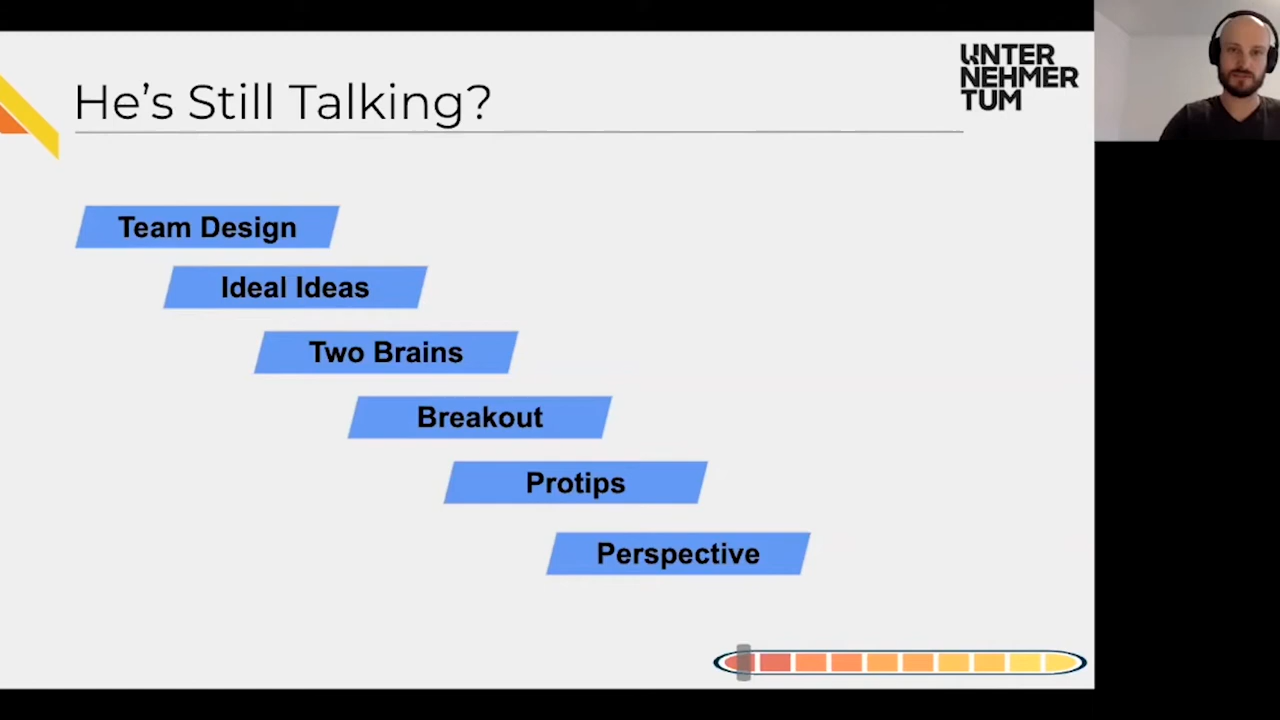 He's Still Talking?
UNTER
NEHMER
TUM
Team Design
Ideal Ideas
Two Brains
Breakout
Protips
Perspective